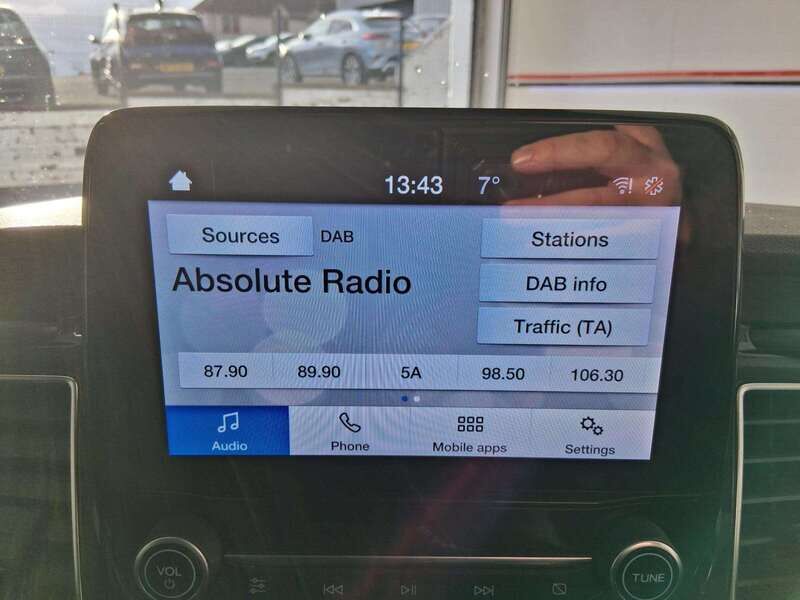 13:43 7°
Sources DAB Stations
Absolute Radio DAB info
Traffic (TA)
87.90 89.90 5A 98.50 106.30
Audio Phone Mobile apps Settings
VOL TUNE